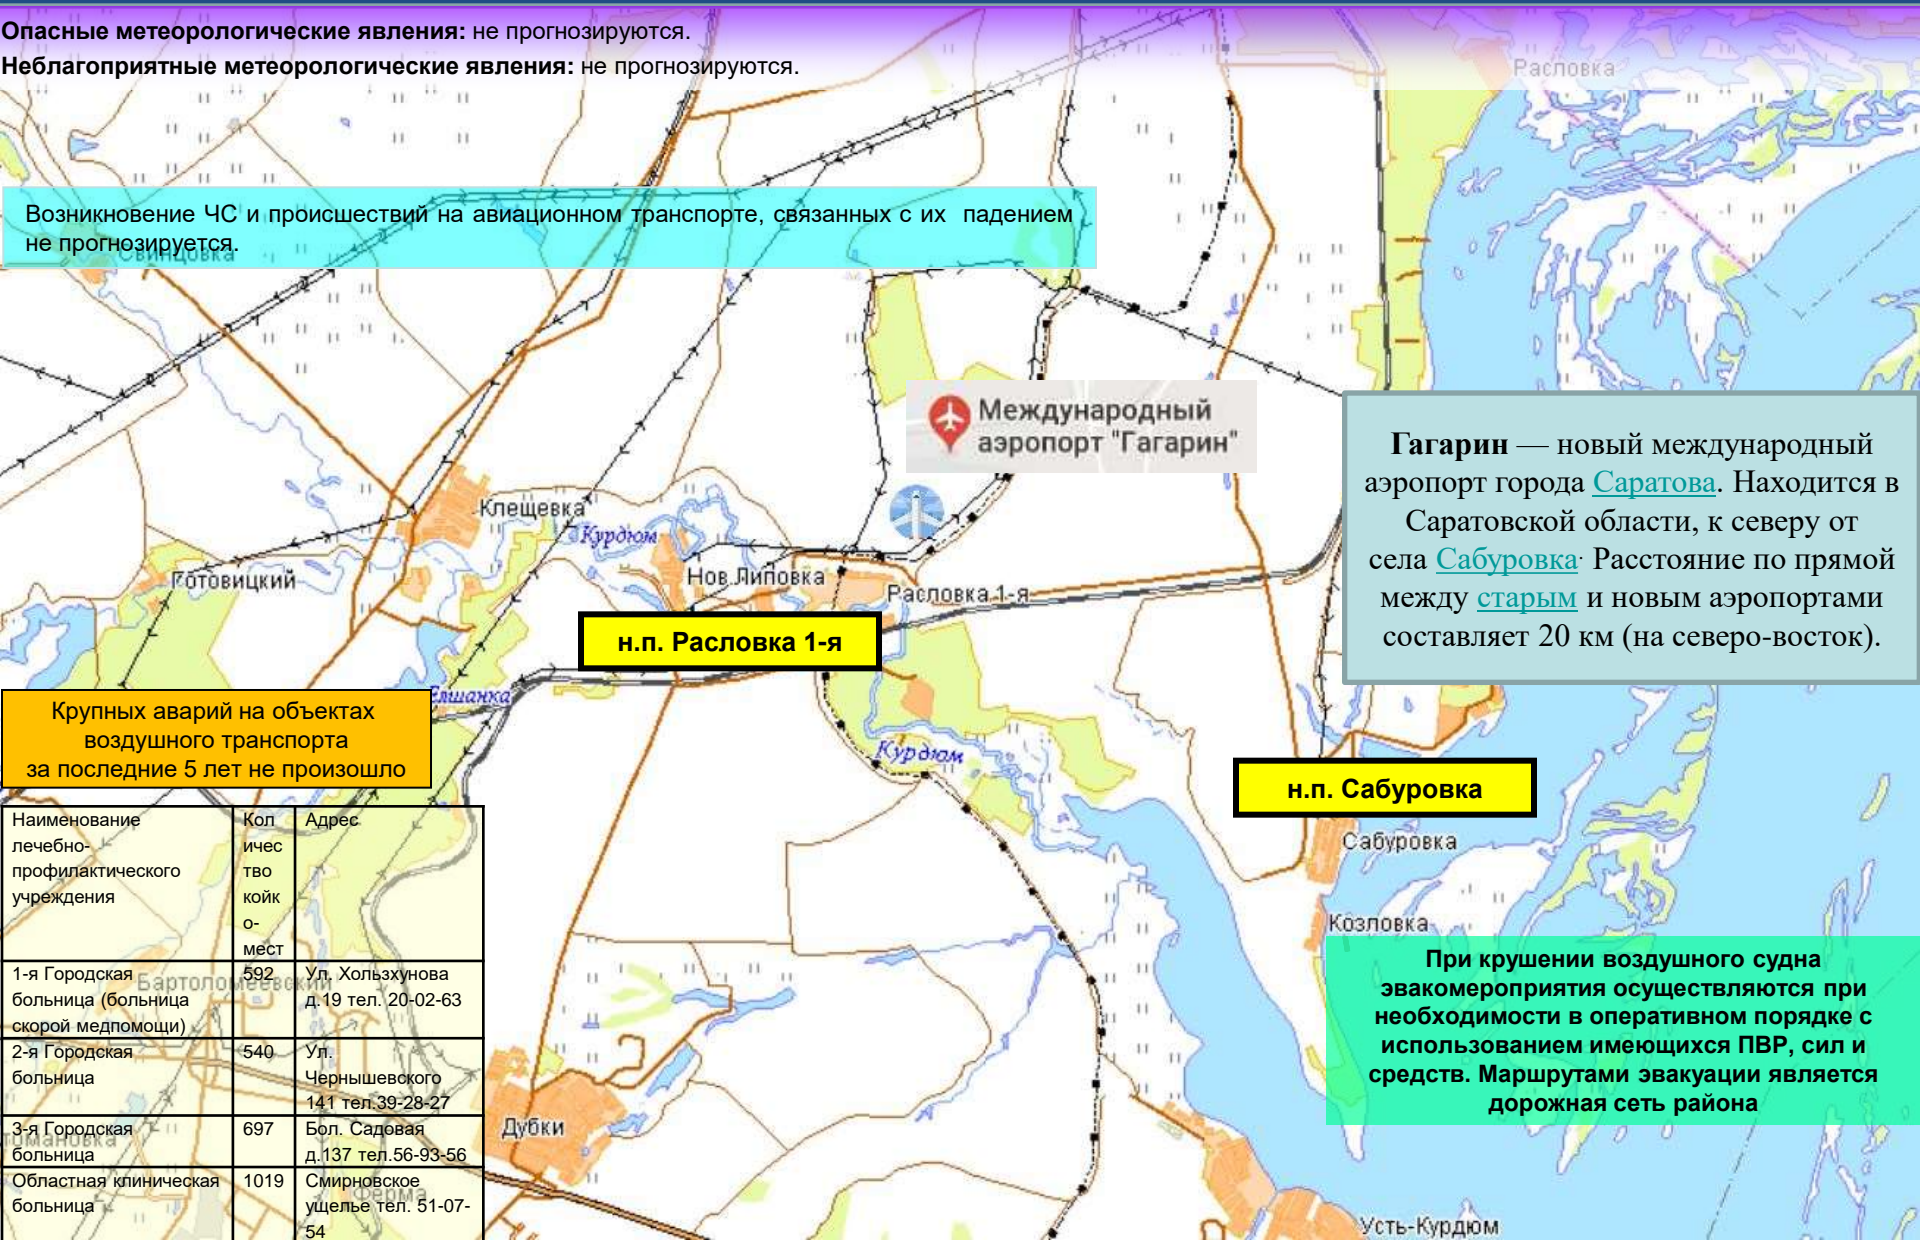 Опасные метеорологические явления: не прогнозируются.
Неблагоприятные метеорологические явления: не прогнозируются.
Расловка
Возникновение ЧС и происшествий на авиационном транспорте, связанных с их падением
не прогнозируется.
Свинцовка
Международный
аэропорт "Гагарин"
Гагарин — новый международный
аэропорт города Саратова. Находится в
Саратовской области, к северу от
села Сабуровка. Расстояние по прямой
между старым и новым аэропортами
составляет 20 км (на северо-восток).
Клещевка
Курдюм
Готовицкий
Нов.Липовка
Расловка 1-я
н.п. Расловка 1-я
Елшанка
Крупных аварий на объектах
воздушного транспорта
за последние 5 лет не произошло
Курдюм
н.п. Сабуровка
Сабуровка
Козловка
При крушении воздушного судна
эвакомероприятия осуществляются при
необходимости в оперативном порядке с
использованием имеющихся ПВР, сил и
средств. Маршрутами эвакуации является
дорожная сеть района
Наименование
лечебно-
профилактического
учреждения
Кол
ичес
тво
койк
о-
мест
Адрес
1-я Городская
больница (больница
скорой медпомощи)
592
Ул. Хользхунова
д.19 тел. 20-02-63
Бартоломеевский
2-я Городская
больница
540
Ул.
Чернышевского
141 тел.39-28-27
3-я Городская
больница
697
Бол. Садовая
д.137 тел.56-93-56
Областная клиническая
больница
1019
Смирновское
ущелье тел. 51-07-
54
Ферма
Дубки
Усть-Курдюм